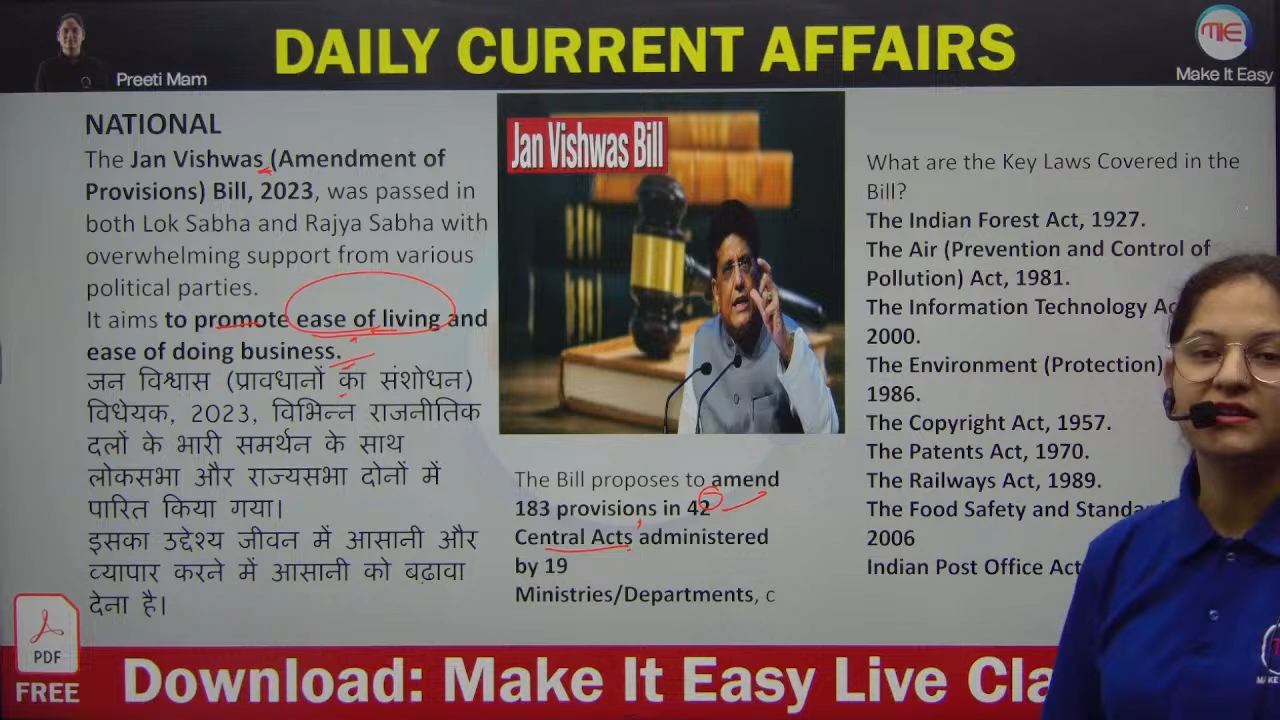 DAILY CURRENT AFFAIRS
Preeti Mam
MIE
Make It Easy
NATIONAL
The Jan Vishwas (Amendment of
Provisions) Bill, 2023, was passed in
both Lok Sabha and Rajya Sabha with
overwhelming support from various
political parties.
It aims to promote ease of living and
ease of doing business.
जन विश्वास (प्रावधानों का संशोधन)
विधेयक, 2023, विभिन्न राजनीतिक
दलों के भारी समर्थन के साथ
लोकसभा और राज्यसभा दोनों में
पारित किया गया।
इसका उद्देश्य जीवन में आसानी और
व्यापार करने में आसानी को बढ़ावा
देना है।
Jan Vishwas Bill
The Bill proposes to amend
183 provisions in 42
Central Acts administered
by 19
Ministries/Departments, c
What are the Key Laws Covered in the
Bill?
The Indian Forest Act, 1927.
The Air (Prevention and Control of
Pollution) Act, 1981.
The Information Technology Ac
2000.
The Environment (Protection)
1986.
The Copyright Act, 1957.
The Patents Act, 1970.
The Railways Act, 1989.
The Food Safety and Standa
2006
Indian Post Office Act
PDF
FREE
Download: Make It Easy Live Cla